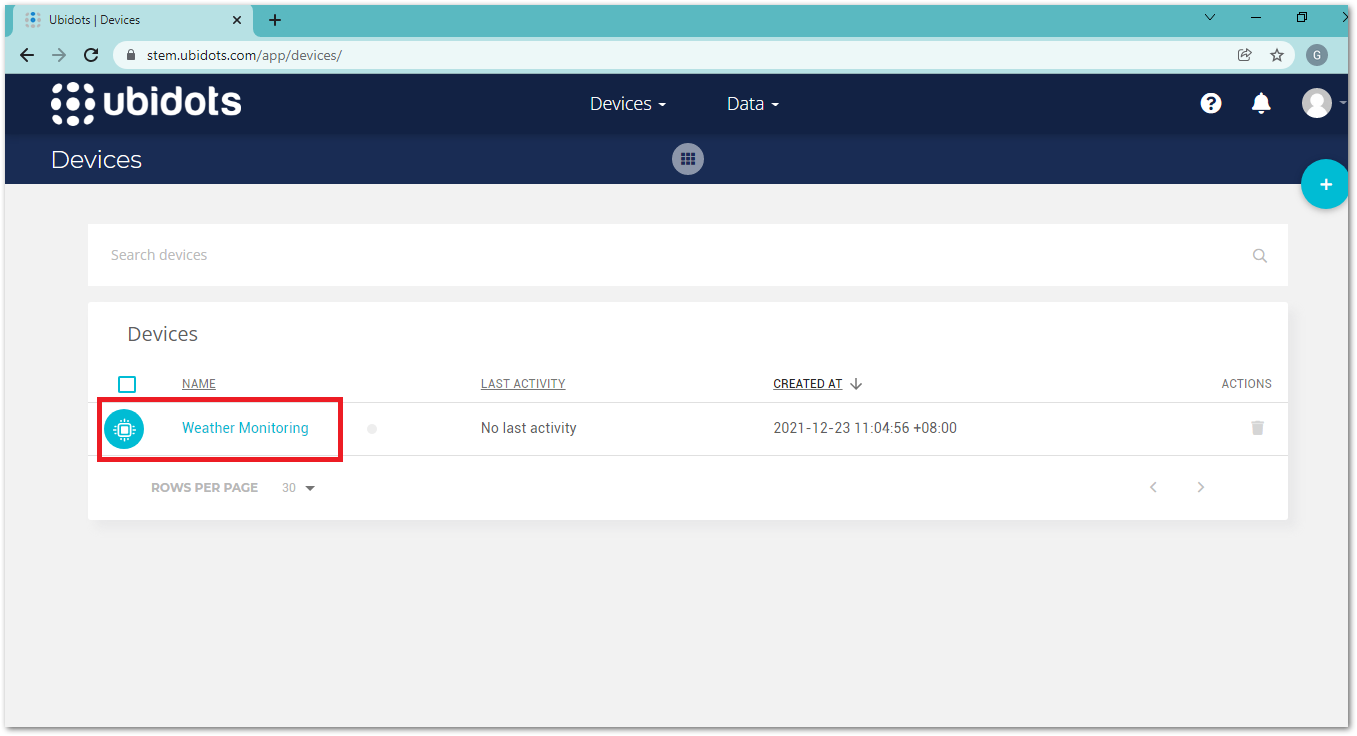 Ubidots | Devices
stem.ubidots.com/app/devices/
G
ubidots
Devices
Data
?
Devices
+
Search devices
Devices
NAME LAST ACTIVITY CREATED AT ACTIONS
Weather Monitoring No last activity 2021-12-23 11:04:56 +08:00
ROWS PER PAGE 30